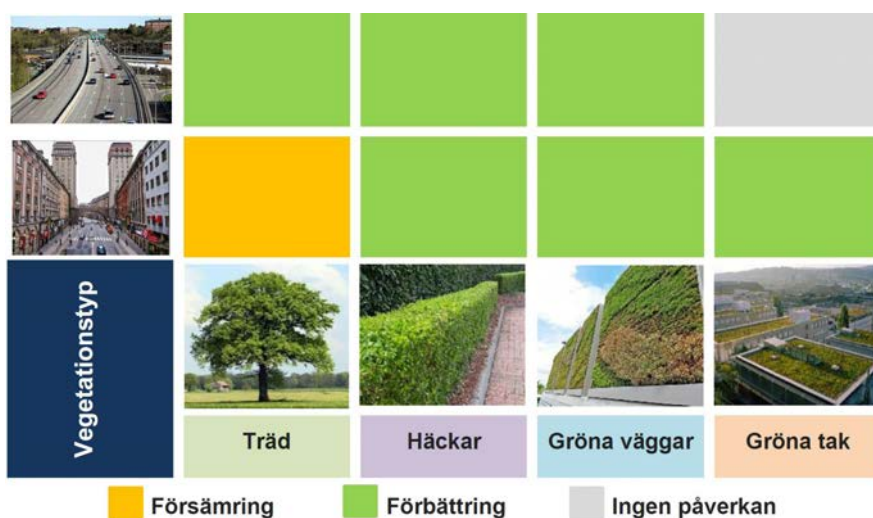 Vegetationstyp
Träd
Häckar
Gröna väggar
Gröna tak
Försämring
Förbättring
Ingen påverkan